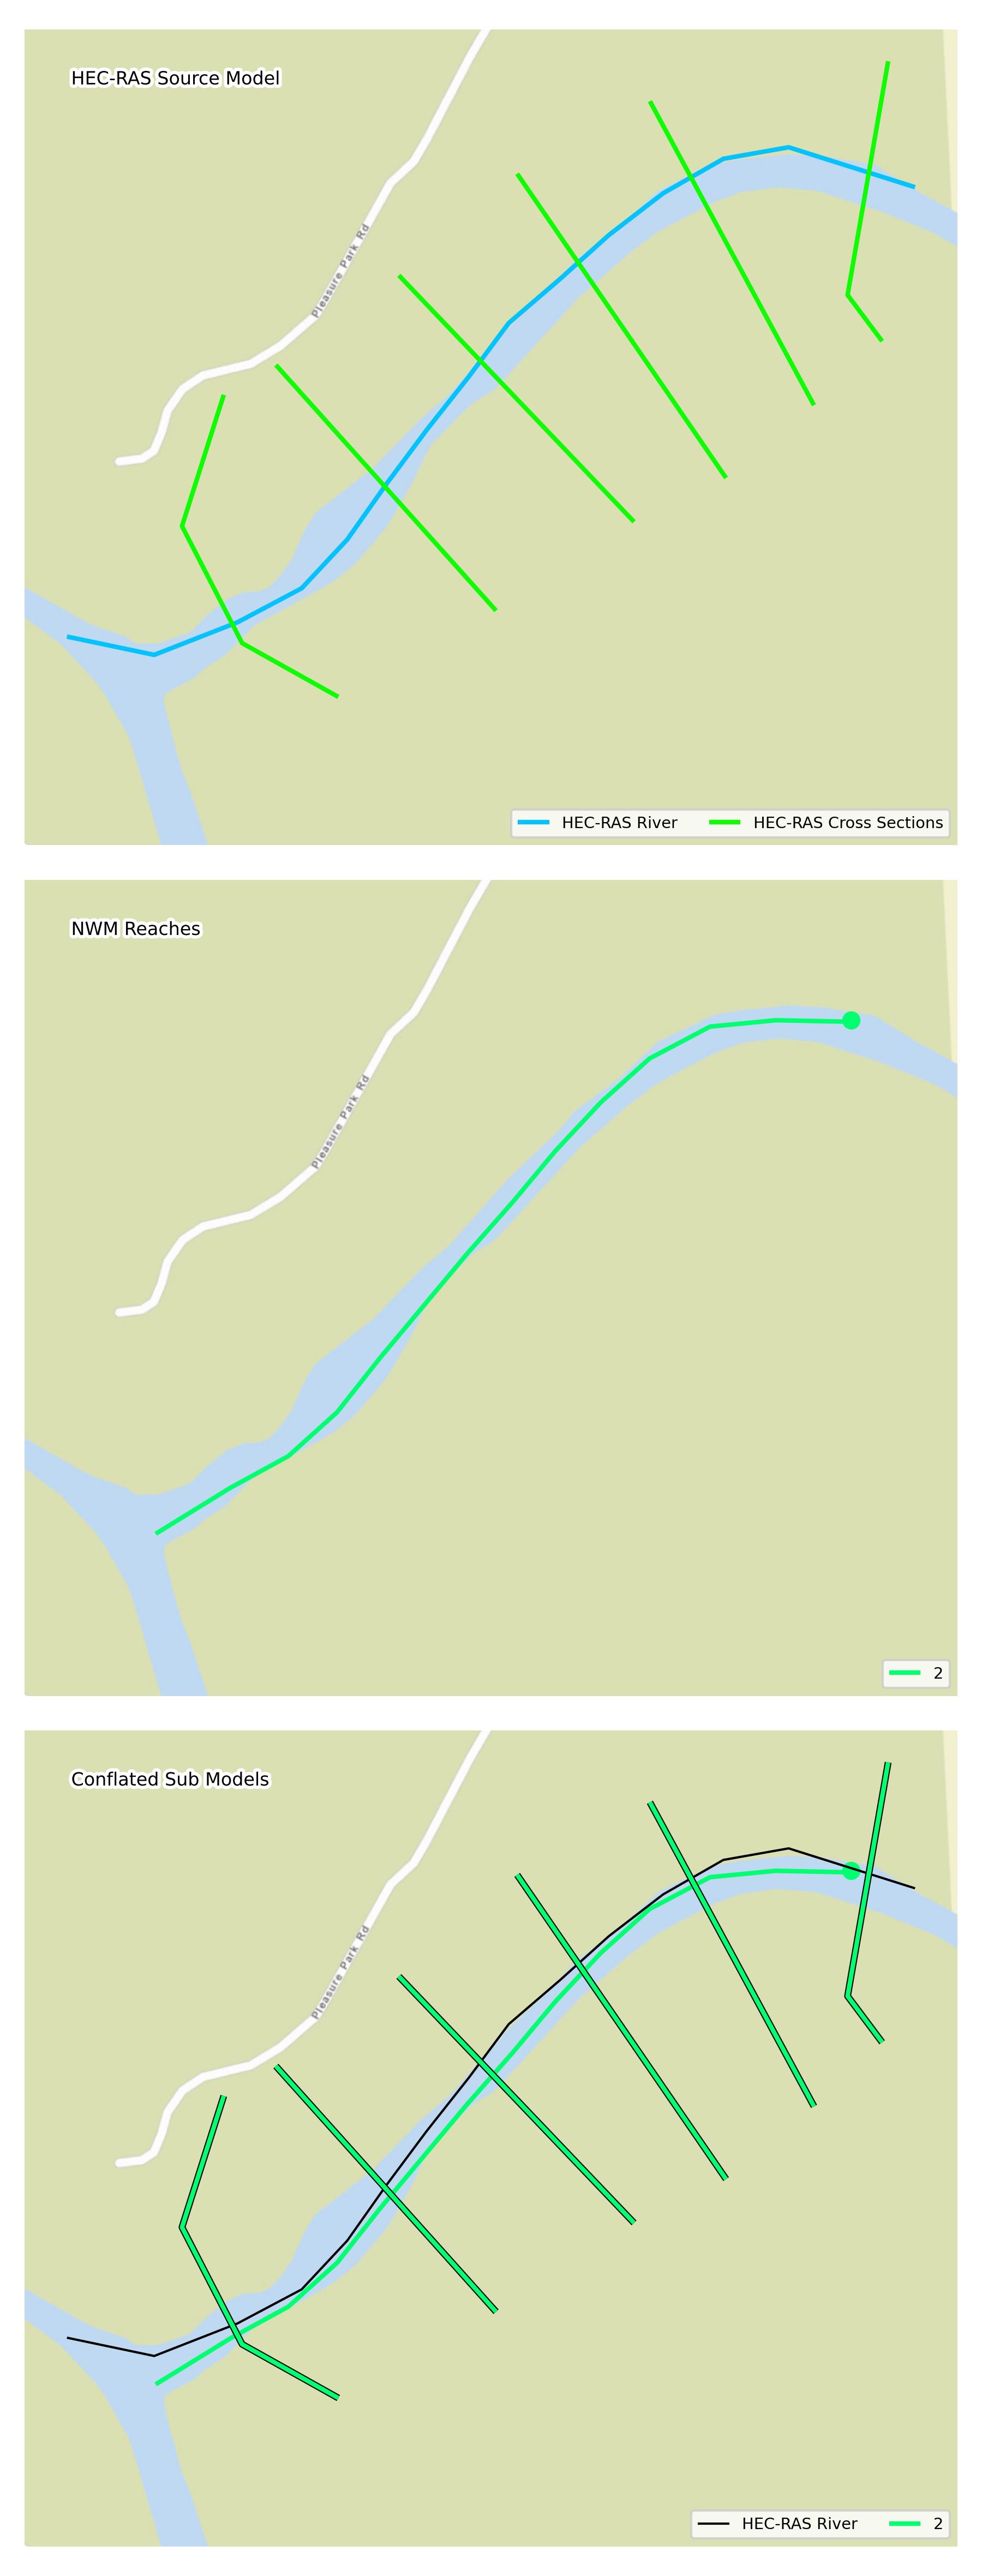 HEC-RAS Source Model
Pleasure Park Rd
HEC-RAS River
HEC-RAS Cross Sections
NWM Reaches
Pleasure Park Rd
2
Conflated Sub Models
Pleasure Park Rd
HEC-RAS River
2